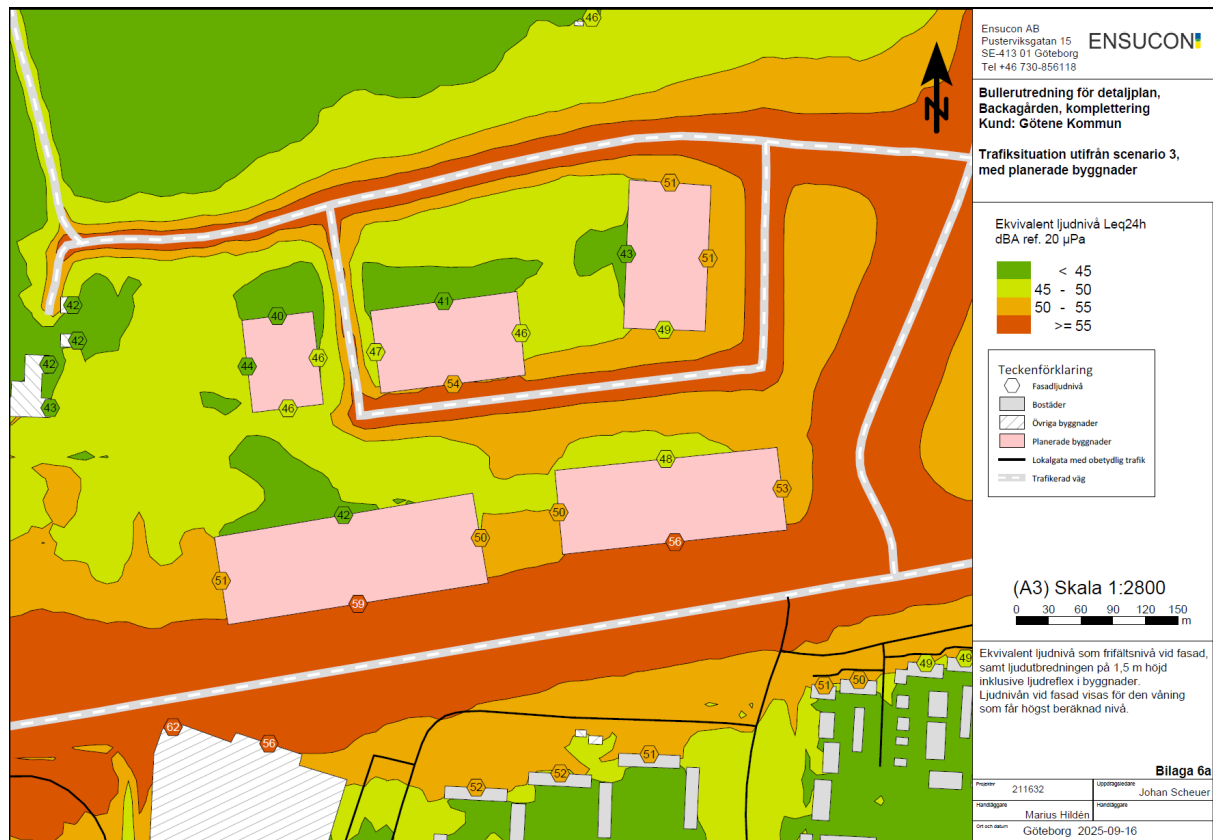 Ensucon AB
Pusterviksgatan 15
SE-413 01 Göteborg
Tel +46 730-856118
ENSUCON
Bullerutredning för detaljplan,
Backagården, komplettering
Kund: Götene Kommun
Trafiksituation utifrån scenario 3,
med planerade byggnader
Ekvivalent ljudnivå Leq24h
dBA ref. 20 µPa
< 45
45 - 50
50 - 55
>= 55
Teckenförklaring
Fasadljudnivå
Bostäder
Övriga byggnader
Planerade byggnader
Lokalgata med obetydlig trafik
Trafikerad väg
(A3) Skala 1:2800
0 30 60 90 120 150
m
Ekvivalent ljudnivå som frifältsnivå vid fasad,
samt ljudutbredningen på 1,5 m höjd
inklusive ljudreflex i byggnader.
Ljudnivån vid fasad visas för den våning
som får högst beräknad nivå.
Bilaga 6a
211632
Uppdragsledare
Johan Scheuer
Handläggare
Marius Hildén
Handläggare
Ort och datum
Göteborg 2025-09-16
N
46
51
43
51
49
42
40
41
42
44
46
46
47
46
54
42
43
48
53
50
56
42
50
51
59
62
56
49
49
51
50
51
52
52